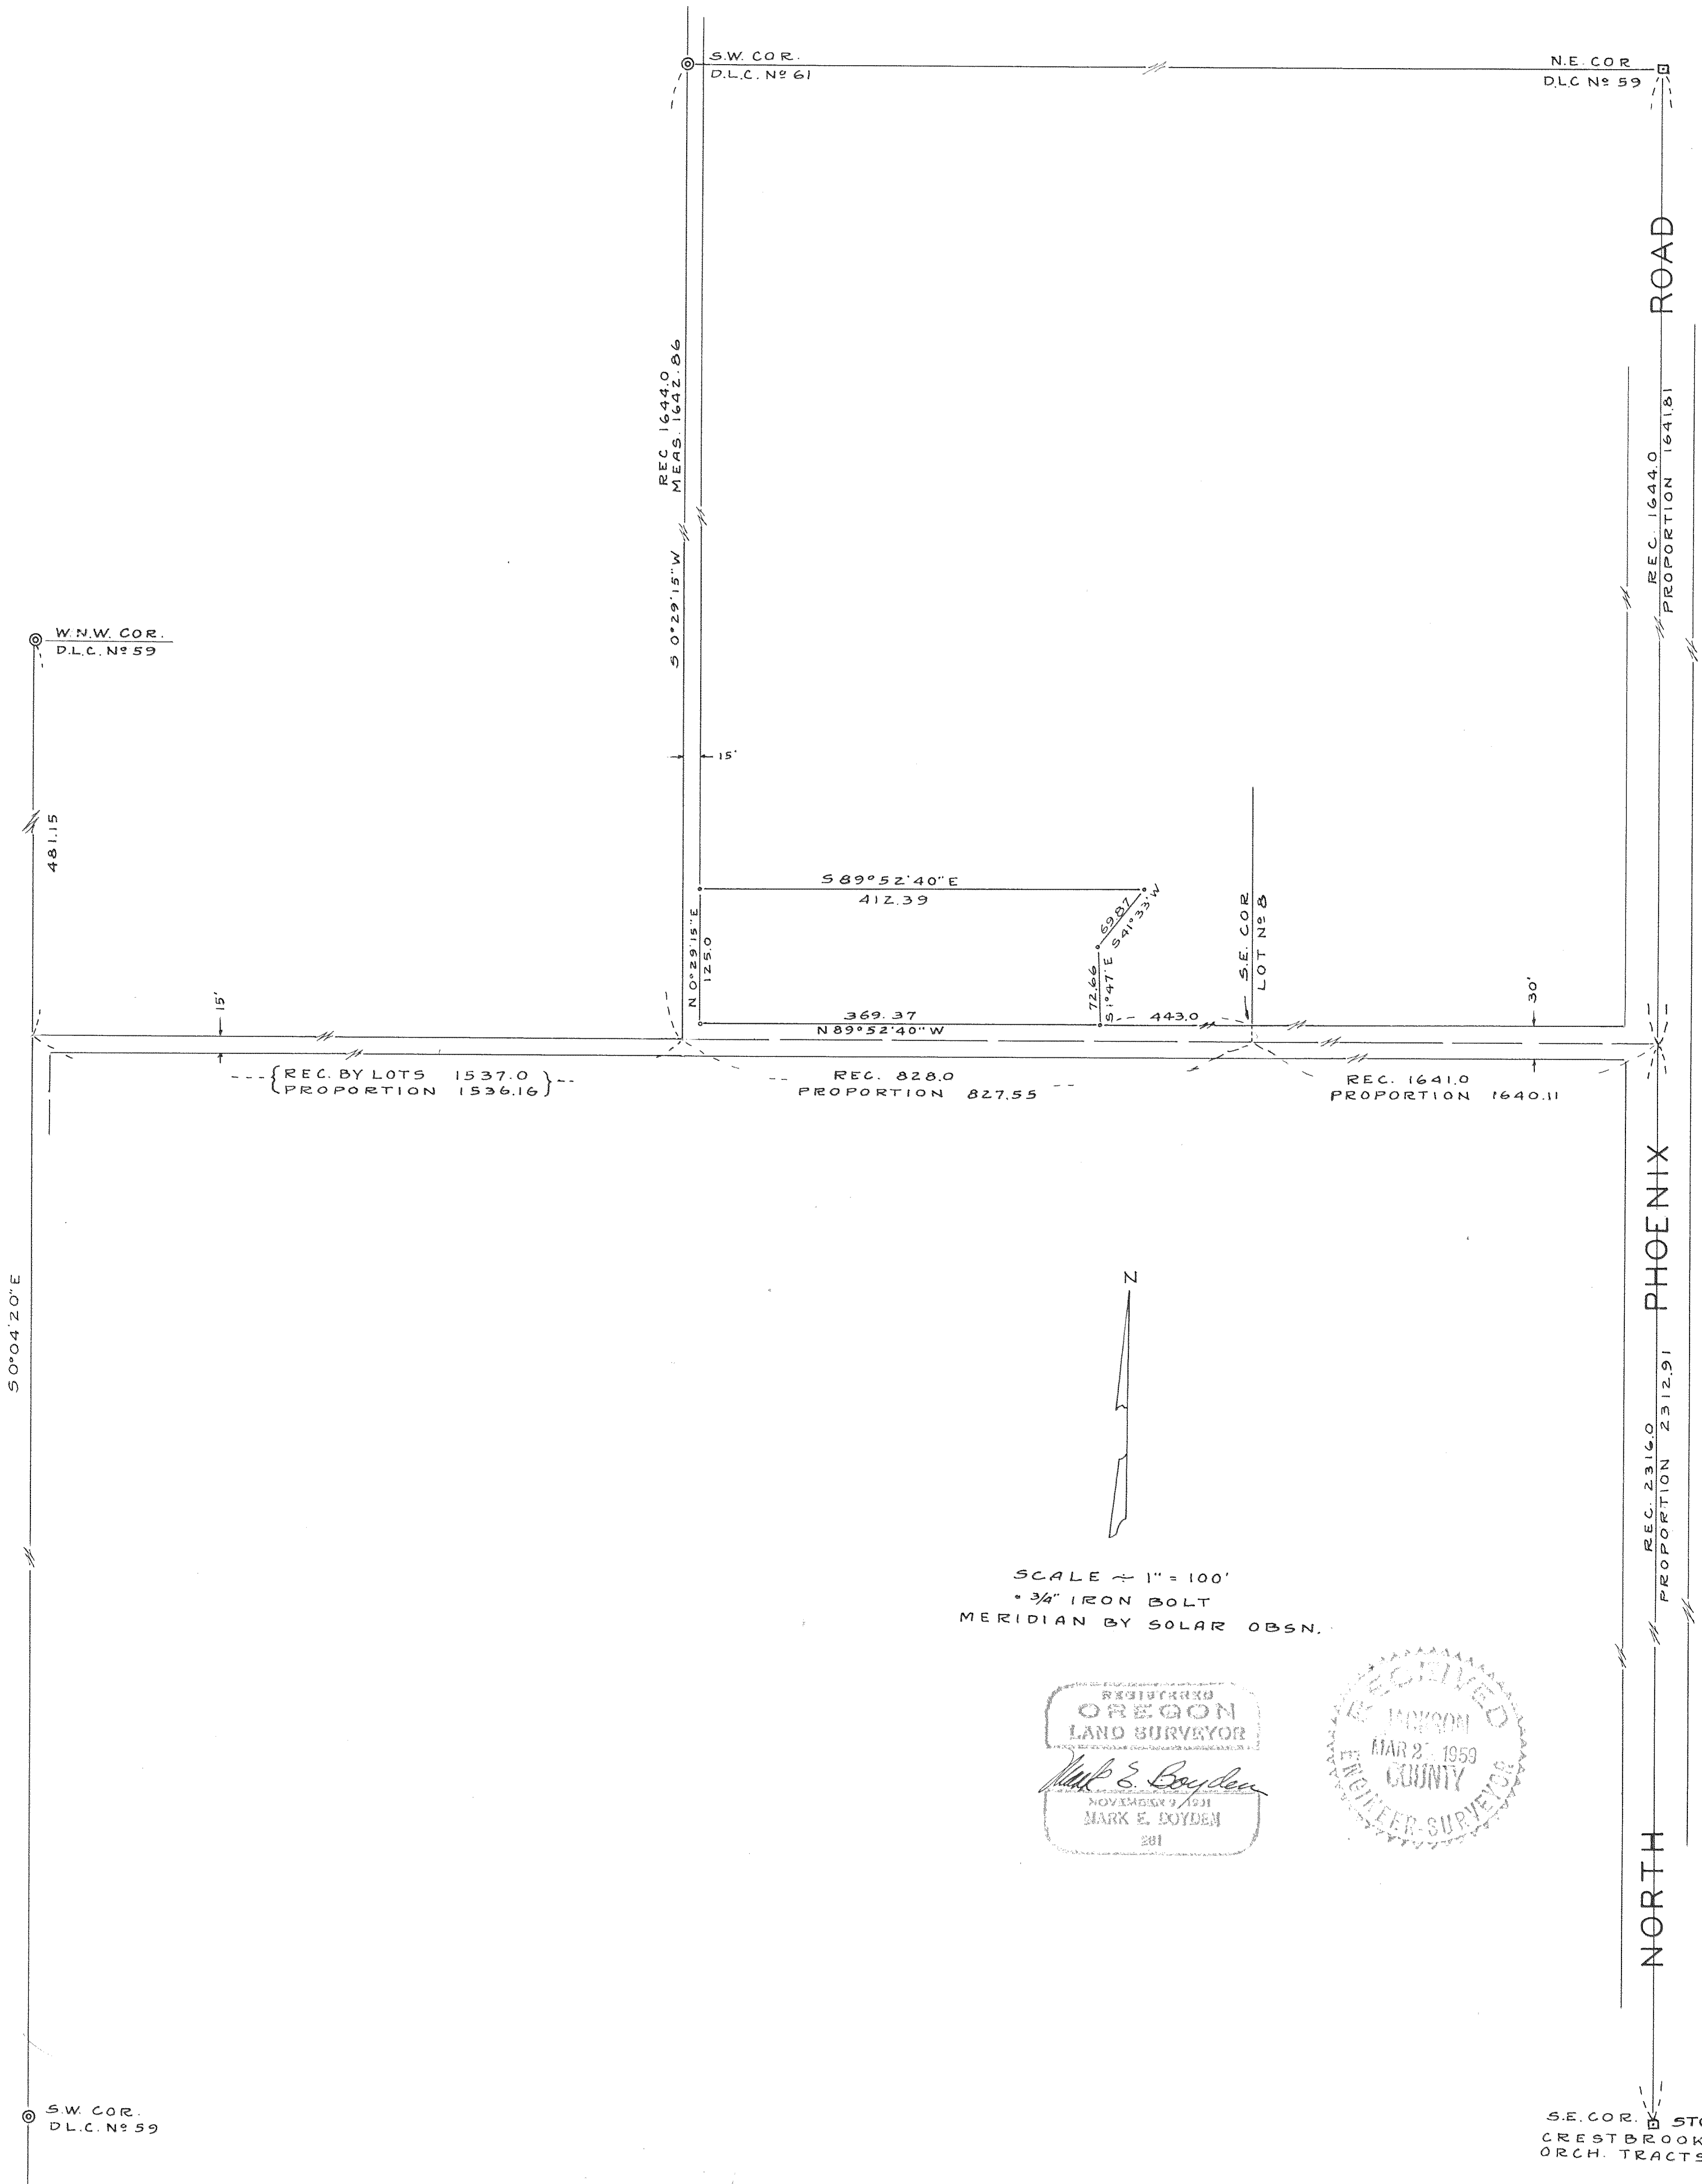 S.W. COR.
D.L.C. Nº 61
N.E. COR
D.L.C Nº 59
ROAD
REC 1644.0
MEAS. 1642.86
S 0°29'15" W
REC. 1644.0
PROPORTION 1641.81
W.N.W. COR.
D.L.C. Nº 59
481.15
15'
S 89°52'40" E
412.39
69.87
S 41°33' W
N 0°29'15" E
125.0
72.66
S 1°47' E
S.E. COR
LOT Nº 8
15'
369.37
N 89°52'40" W
443.0
30'
REC. BY LOTS 1537.0
PROPORTION 1536.16
REC. 828.0
PROPORTION 827.55
REC. 1641.0
PROPORTION 1640.11
PHOENIX
S 0°04'20" E
N
REC. 2316.0
PROPORTION 2312.91
SCALE ~ 1" = 100'
3/4" IRON BOLT
MERIDIAN BY SOLAR OBSN.
REGISTERED
OREGON
LAND SURVEYOR
Mark E. Boyden
NOVEMBER 9, 1931
MARK E. BOYDEN
281
RECEIVED
JACKSON
MAR 2 1959
COUNTY
ENGINEER-SURVEYOR
NORTH
S.W. COR.
D.L.C. Nº 59
S.E. COR. STO
CRESTBROOK
ORCH. TRACTS